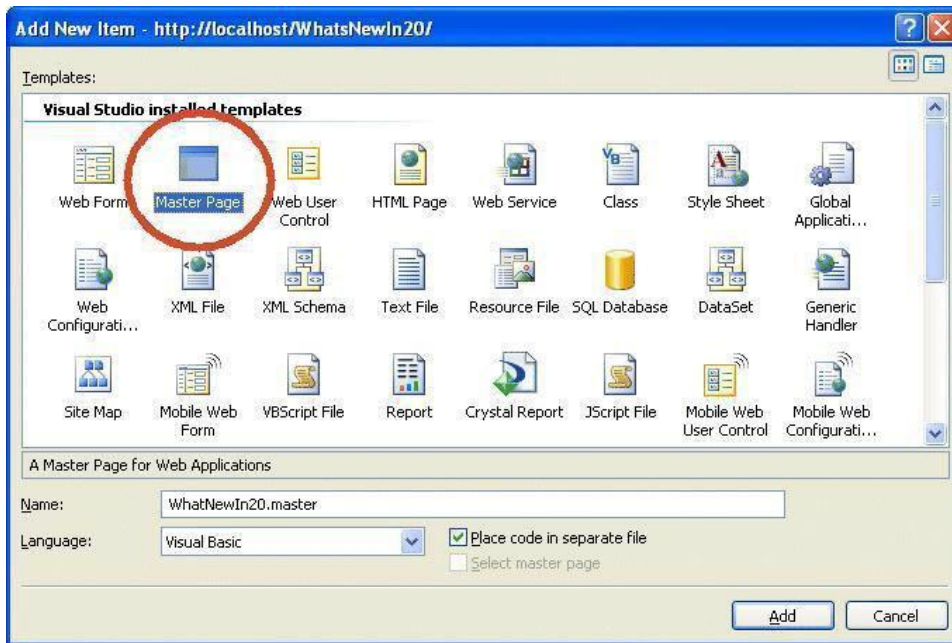 Add New Item - http://localhost/WhatsNewIn20/
Templates:
Visual Studio installed templates
Web Form
Master Page
Web User
Control
HTML Page
Web Service
Class
Style Sheet
Global
Applicati...
Web
Configurati...
XML File
XML Schema
Text File
Resource File
SQL Database
DataSet
Generic
Handler
Site Map
Mobile Web
Form
VBScript File
Report
Crystal Report
JScript File
Mobile Web
User Control
Mobile Web
Configurati...
A Master Page for Web Applications
Name: WhatNewIn20.master
Language: Visual Basic
Place code in separate file
Select master page
Add Cancel